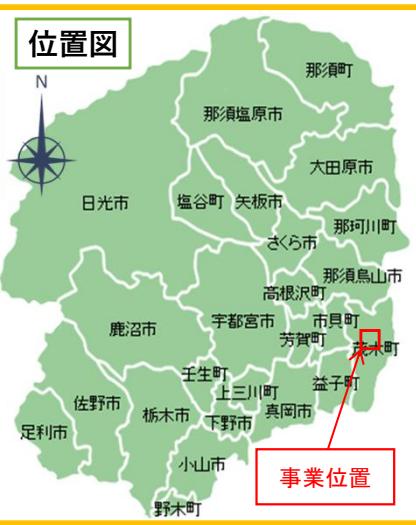 位置図
N
那須町
那須塩原市
大田原市
日光市
塩谷町
矢板市
那珂川町
さくら市
那須烏山市
高根沢町
鹿沼市
宇都宮市
市貝町
芳賀町
茂木町
壬生町
上三川町
益子町
佐野市
栃木市
下野市
真岡市
足利市
小山市
事業位置
野木町